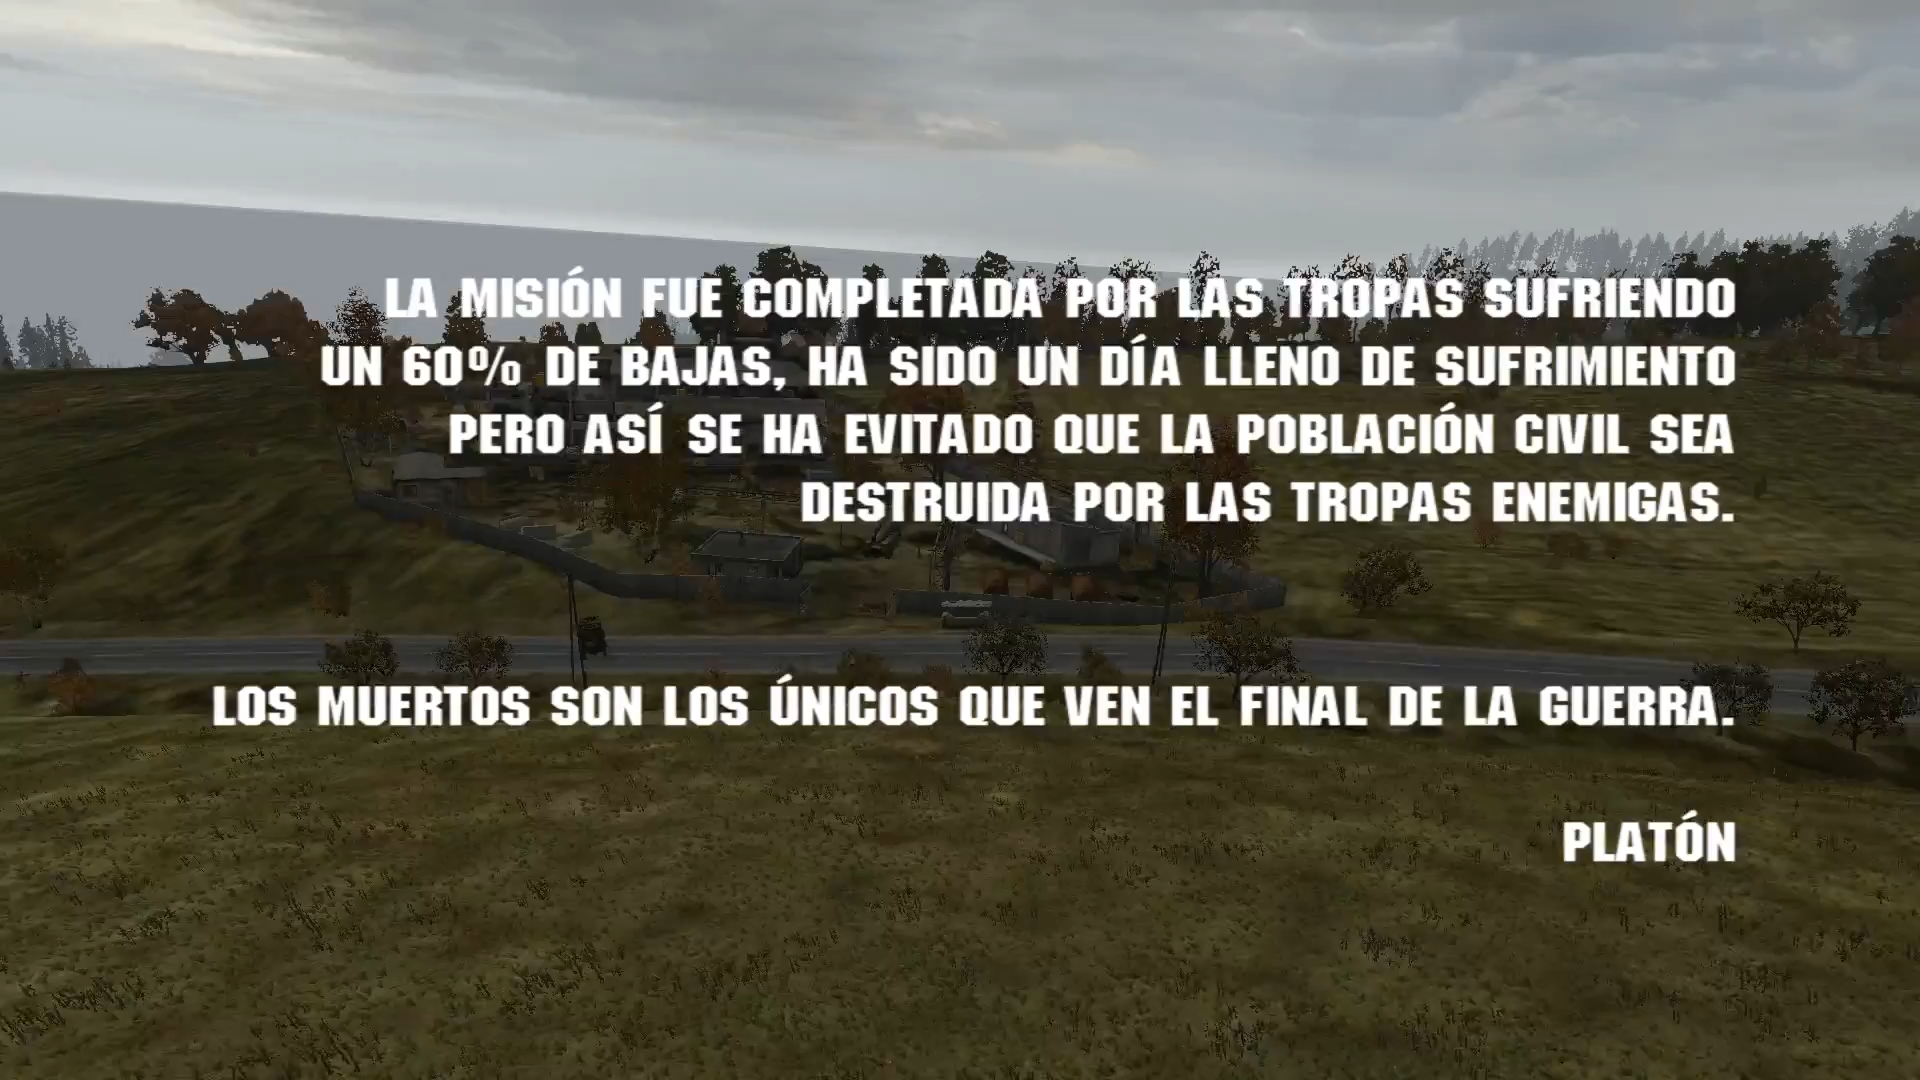 LA MISIÓN FUE COMPLETADA POR LAS TROPAS SUFRIENDO
UN 60% DE BAJAS, HA SIDO UN DÍA LLENO DE SUFRIMIENTO
PERO ASÍ SE HA EVITADO QUE LA POBLACIÓN CIVIL SEA
DESTRUIDA POR LAS TROPAS ENEMIGAS.
LOS MUERTOS SON LOS ÚNICOS QUE VEN EL FINAL DE LA GUERRA.
PLATÓN